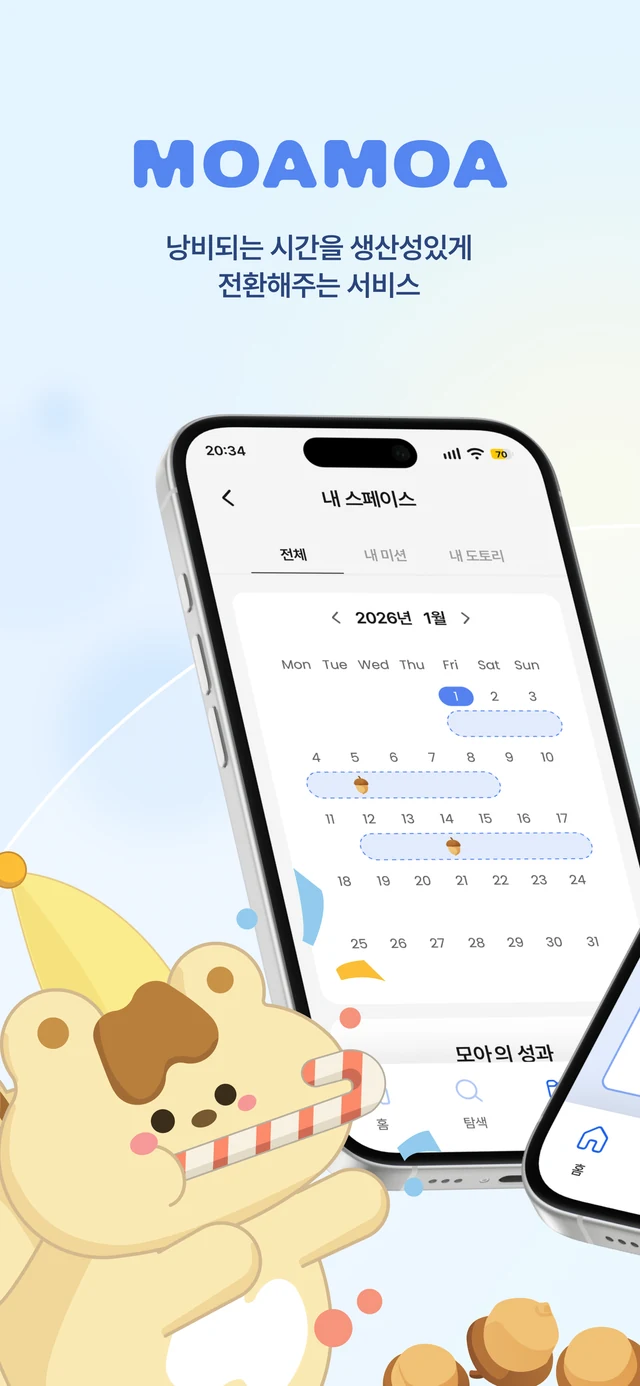 MOAMOA
낭비되는 시간을 생산성있게
전환해주는 서비스
20:34
70
내 스페이스
전체 내 미션 내 도토리
2026년 1월
Mon Tue Wed Thu Fri Sat Sun
1 2 3
4 5 6 7 8 9 10
11 12 13 14 15 16 17
18 19 20 21 22 23 24
25 26 27 28 29 30 31
모아의 성과
홈 탐색
홈